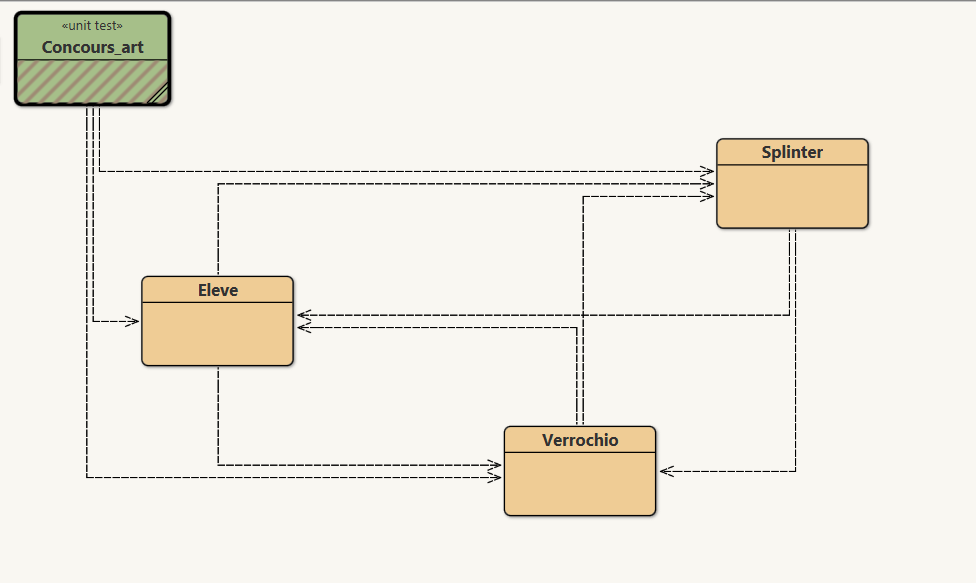 «unit test»
Concours_art
Splinter
Eleve
Verrochio